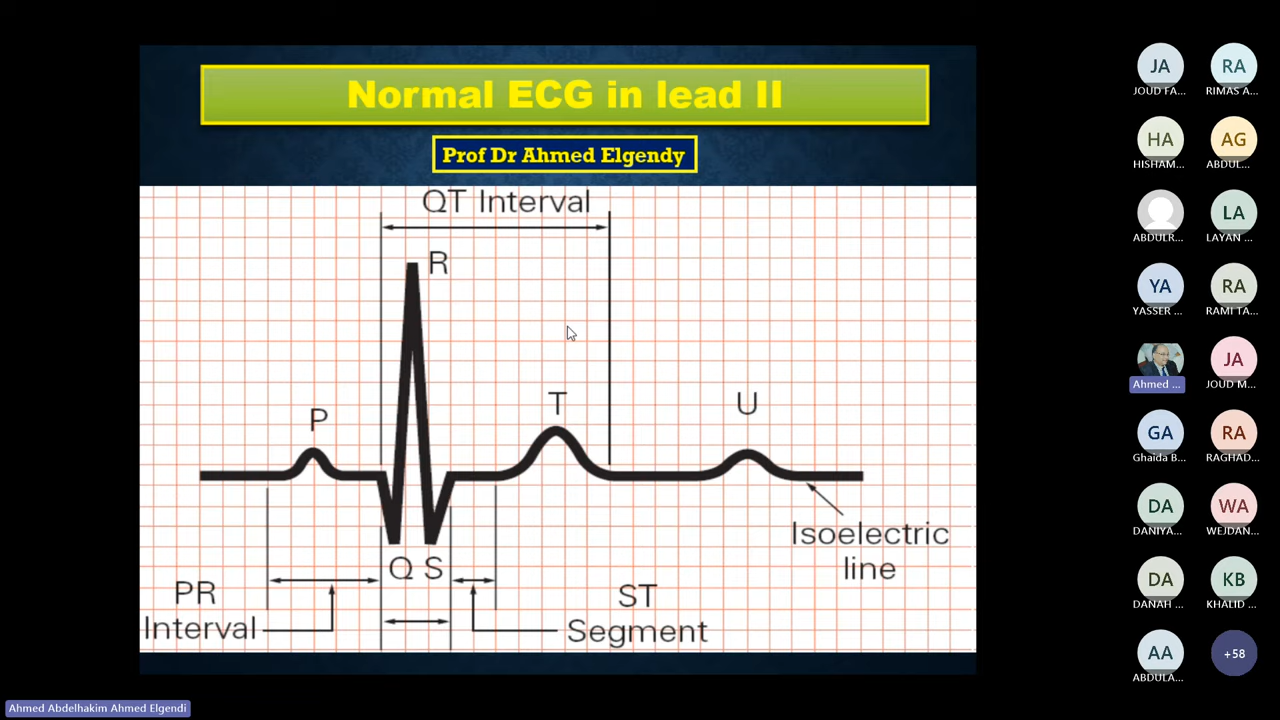 Normal ECG in lead II
Prof Dr Ahmed Elgendy
QT Interval
R
P
T
U
Isoelectric
line
Q S
PR
Interval
ST
Segment
JA
JOUD FA...
RA
RIMAS A...
HA
HISHAM...
AG
ABDUL...
ABDULR...
LA
LAYAN ...
YA
YASSER ...
RA
RAMI TA...
Ahmed ...
JA
JOUD M...
GA
Ghaida B...
RA
RAGHAD...
DA
DANIYA...
WA
WEJDAN...
DA
DANAH ...
KB
KHALID ...
AA
ABDULA...
+58
Ahmed Abdelhakim Ahmed Elgendi